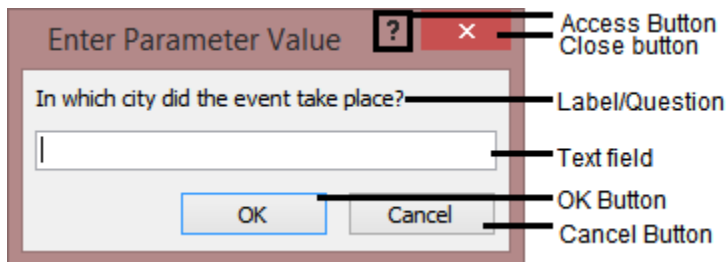 Enter Parameter Value ? ×
Access Button
Close button
In which city did the event take place?
Label/Question
Text field
OK Cancel
OK Button
Cancel Button